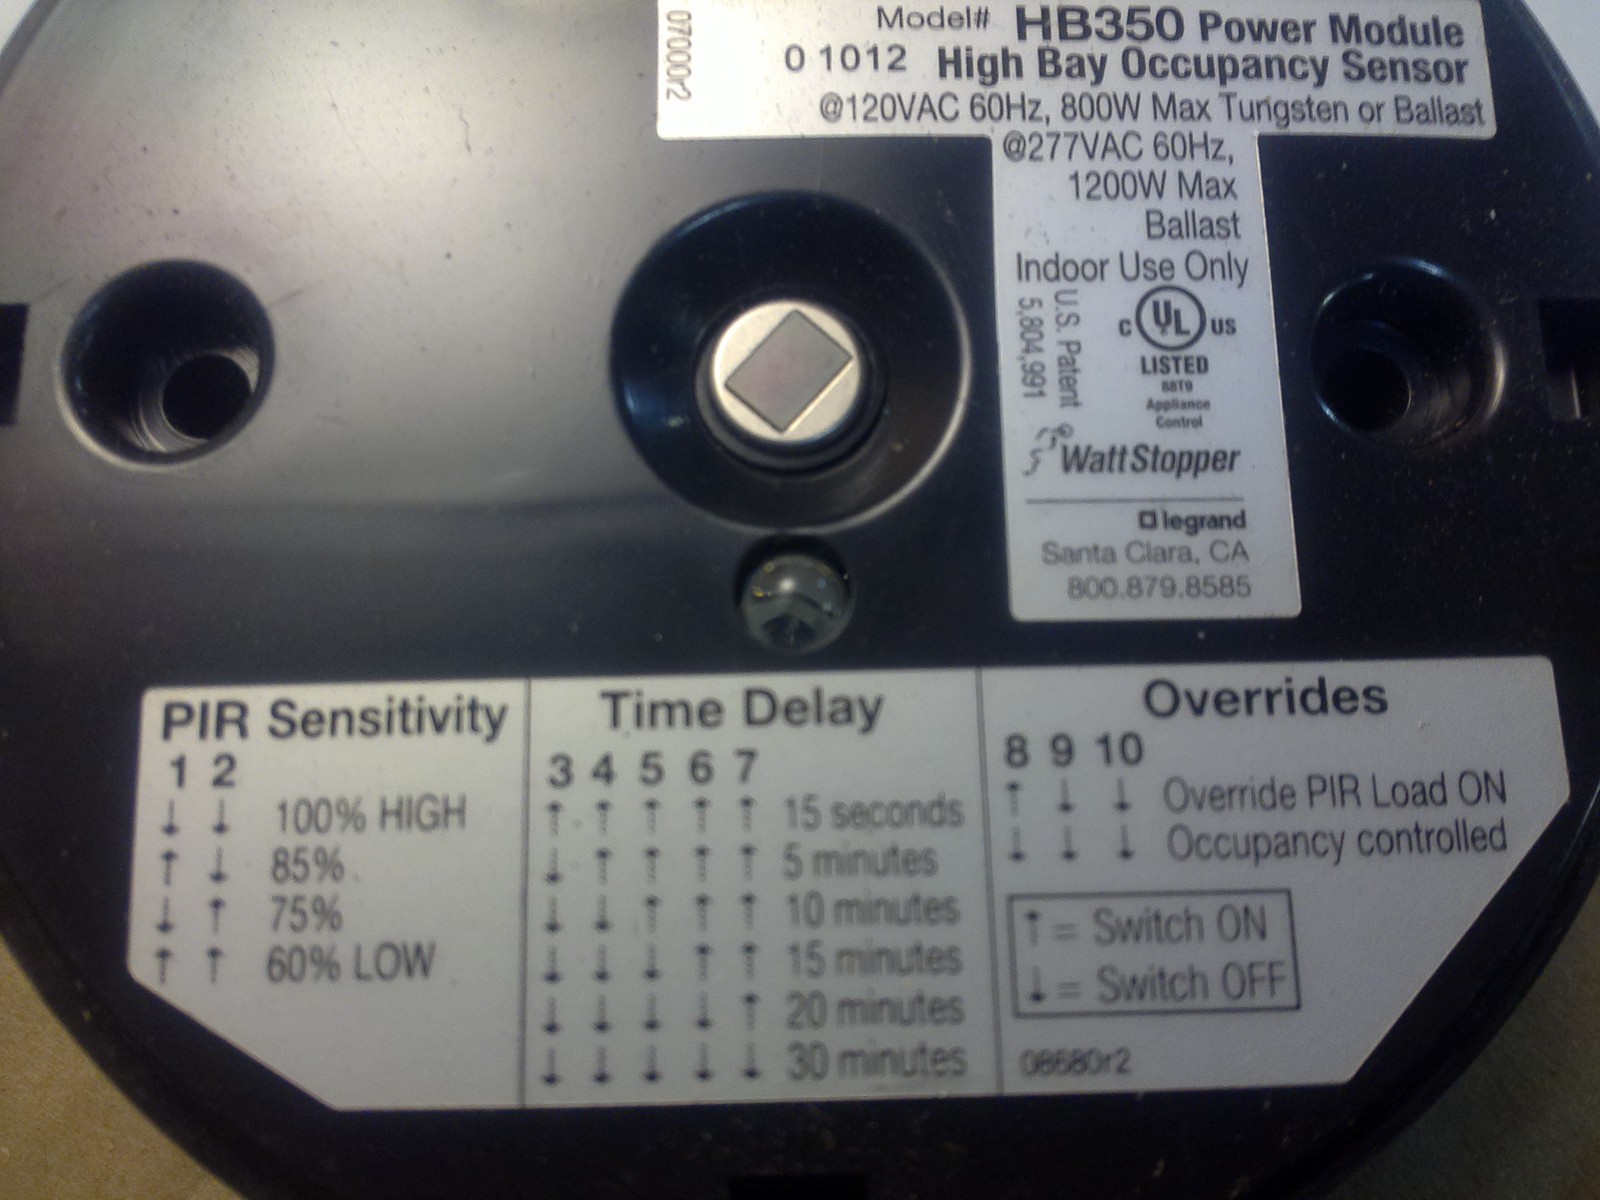 07000r2
Model# HB350 Power Module
0 1012 High Bay Occupancy Sensor
@120VAC 60Hz, 800W Max Tungsten or Ballast
@277VAC 60Hz,
1200W Max
Ballast
Indoor Use Only
U.S. Patent
5,804,991
C UL US
LISTED
88T9
Appliance
Control
WattStopper
legrand
Santa Clara, CA
800.879.8585
PIR Sensitivity
1 2
↓ ↓ 100% HIGH
↑ ↓ 85%
↓ ↑ 75%
↑ ↑ 60% LOW
Time Delay
3 4 5 6 7
↑ ↑ ↑ ↑ ↑ 15 seconds
↓ ↑ ↑ ↑ ↑ 5 minutes
↓ ↓ ↑ ↑ ↑ 10 minutes
↓ ↓ ↓ ↑ ↑ 15 minutes
↓ ↓ ↓ ↓ ↑ 20 minutes
↓ ↓ ↓ ↓ ↓ 30 minutes
Overrides
8 9 10
↑ ↓ ↓ Override PIR Load ON
↓ ↓ ↓ Occupancy controlled
↑ = Switch ON
↓ = Switch OFF
08680r2